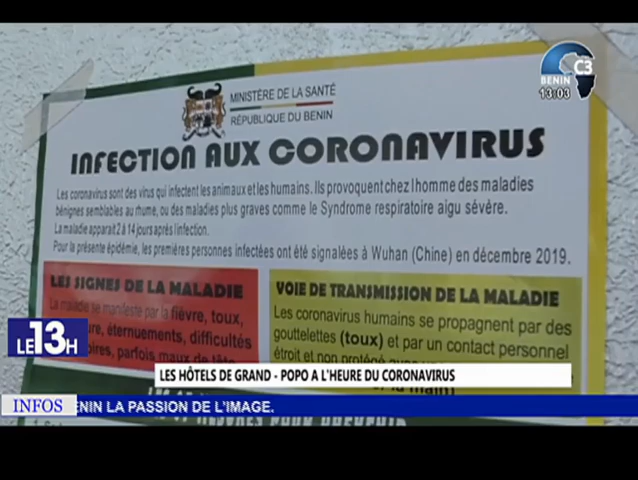 MINISTÈRE DE LA SANTÉ
RÉPUBLIQUE DU BENIN
C3
BENIN
13:03
INFECTION AUX CORONAVIRUS
Les coronavirus sont des virus qui infectent les animaux et les humains. Ils provoquent chez l homme des maladies
bénignes semblables au rhume, ou des maladies plus graves comme le Syndrome respiratoire aigu sévère.
La maladie apparait 2 à 14 jours après l infection.
Pour la présente épidémie, les premières personnes infectées ont été signalées à Wuhan (Chine) en décembre 2019.
LES SIGNES DE LA MALADIE
La maladie se manifeste par la fièvre, toux,
éternuements, difficultés
parfois maux de tête
VOIE DE TRANSMISSION DE LA MALADIE
Les coronavirus humains se propagnent par des
gouttelettes (toux) et par un contact personnel
étroit et non protégé
LE 13H
LES HÔTELS DE GRAND - POPO A L'HEURE DU CORONAVIRUS
INFOS
ENIN LA PASSION DE L'IMAGE.